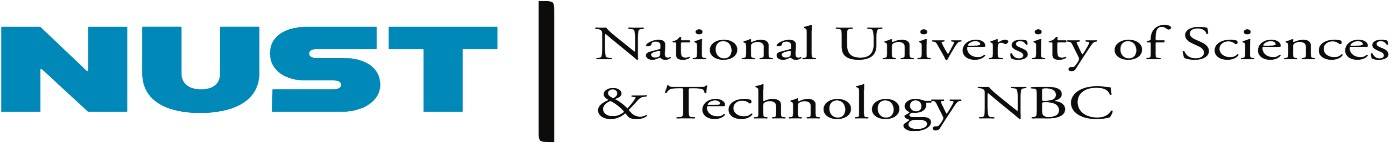 NUST
National University of Sciences
& Technology NBC